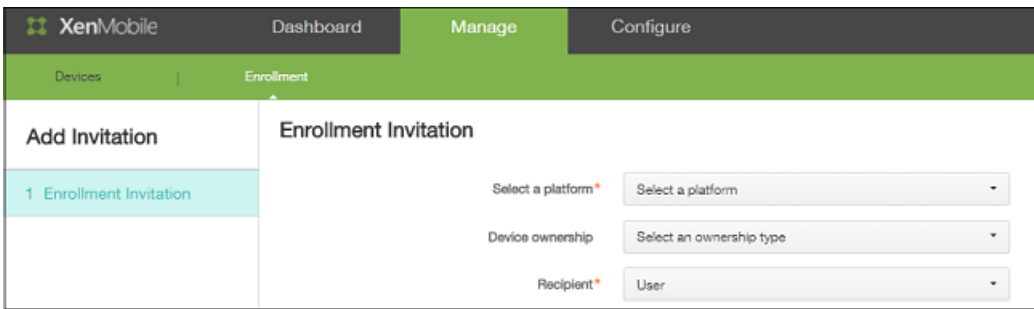 XenMobile Dashboard Manage Configure
Devices | Enrollment
Add Invitation
Enrollment Invitation
1 Enrollment Invitation
Select a platform* Select a platform
Device ownership Select an ownership type
Recipient* User